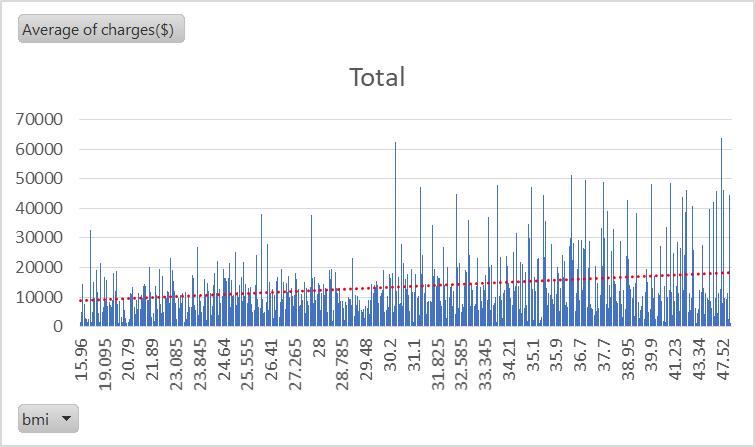 Average of charges($)
Total
70000
60000
50000
40000
30000
20000
10000
0
15.96 19.095 20.79 21.89 23.085 23.845 24.64 25.555 26.41 27.265 28 28.785 29.48 30.2 31.1 31.825 32.585 33.345 34.21 35.1 35.9 36.7 37.7 38.95 39.9 41.23 43.34 47.52
bmi